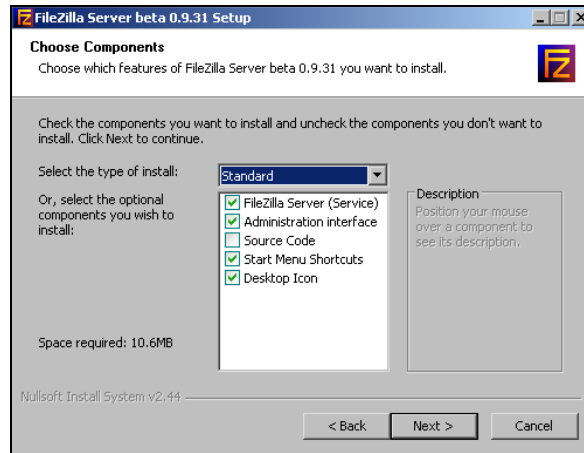 FileZilla Server beta 0.9.31 Setup
Choose Components
Choose which features of FileZilla Server beta 0.9.31 you want to install.
Check the components you want to install and uncheck the components you don't want to
install. Click Next to continue.
Select the type of install:
Standard
Or, select the optional
components you wish to
install:
FileZilla Server (Service)
Administration interface
Source Code
Start Menu Shortcuts
Desktop Icon
Description
Position your mouse
over a component to
see its description.
Space required: 10.6MB
Nullsoft Install System v2.44
< Back
Next >
Cancel